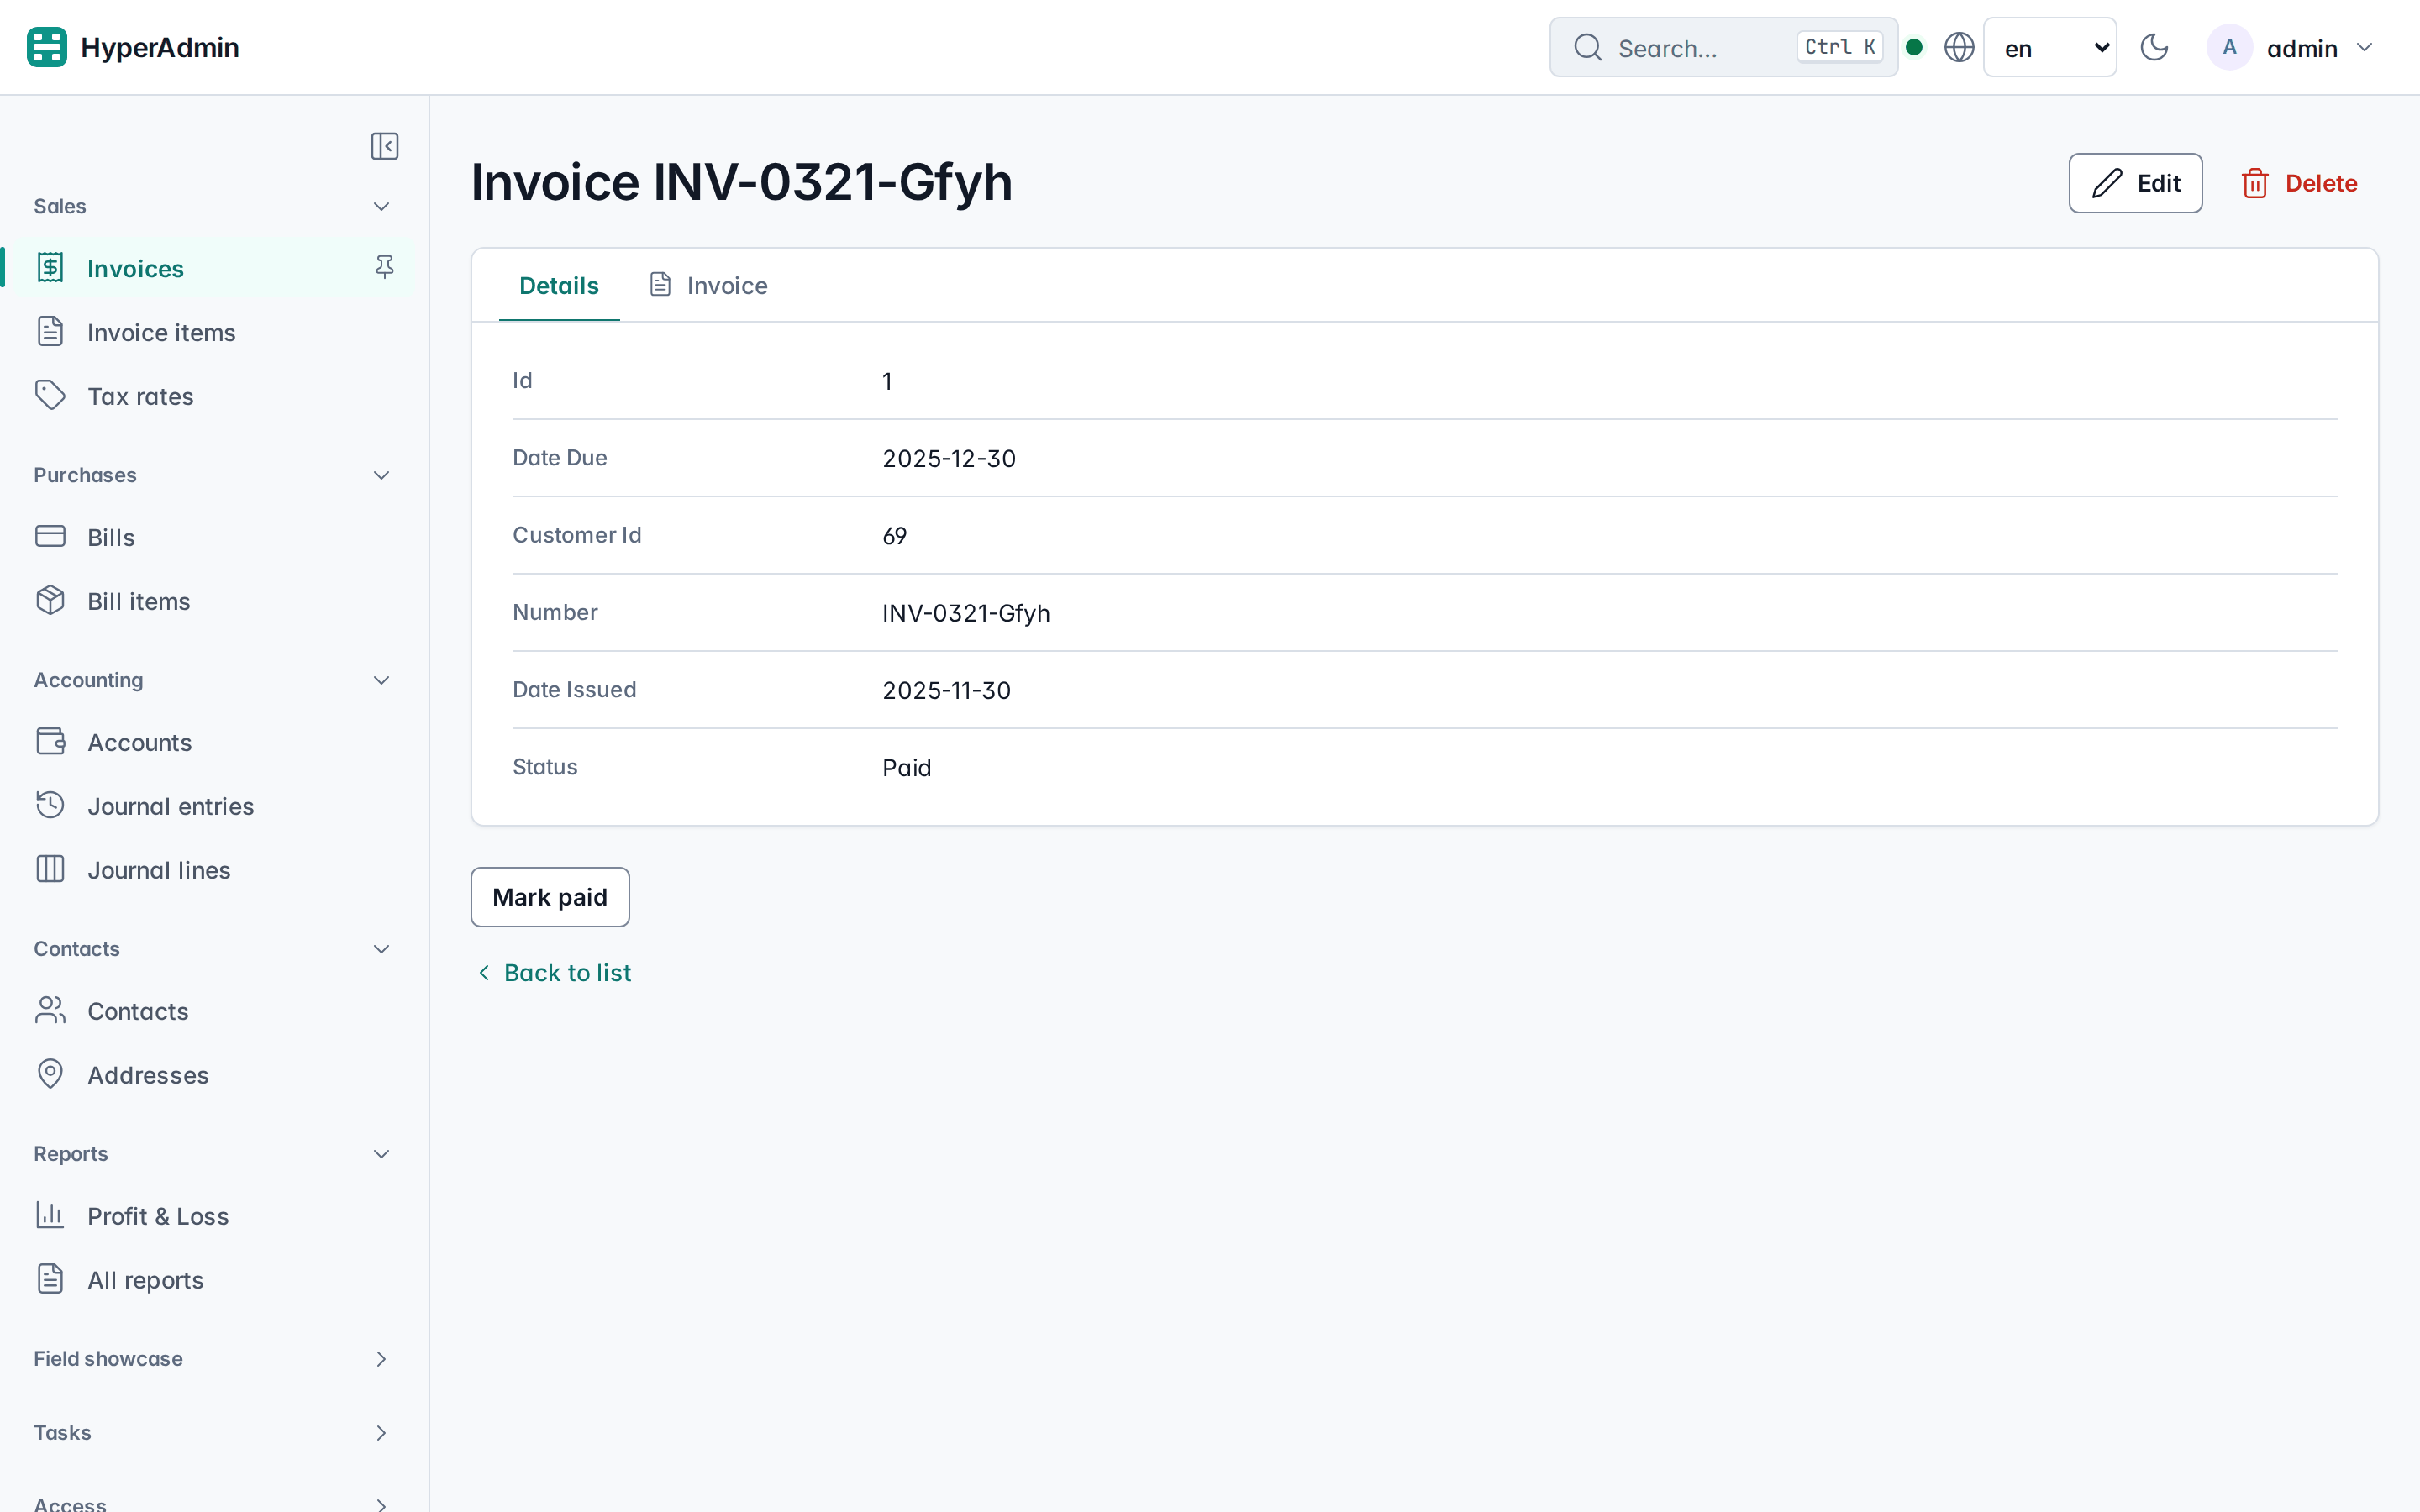 HyperAdmin
Search...
Ctrl K
en
A
admin
Sales
Invoices
Invoice items
Tax rates
Purchases
Bills
Bill items
Accounting
Accounts
Journal entries
Journal lines
Contacts
Contacts
Addresses
Reports
Profit & Loss
All reports
Field showcase
Tasks
Access
Invoice INV-0321-Gfyh
Edit
Delete
Details
Invoice
Id 1
Date Due 2025-12-30
Customer Id 69
Number INV-0321-Gfyh
Date Issued 2025-11-30
Status Paid
Mark paid
Back to list